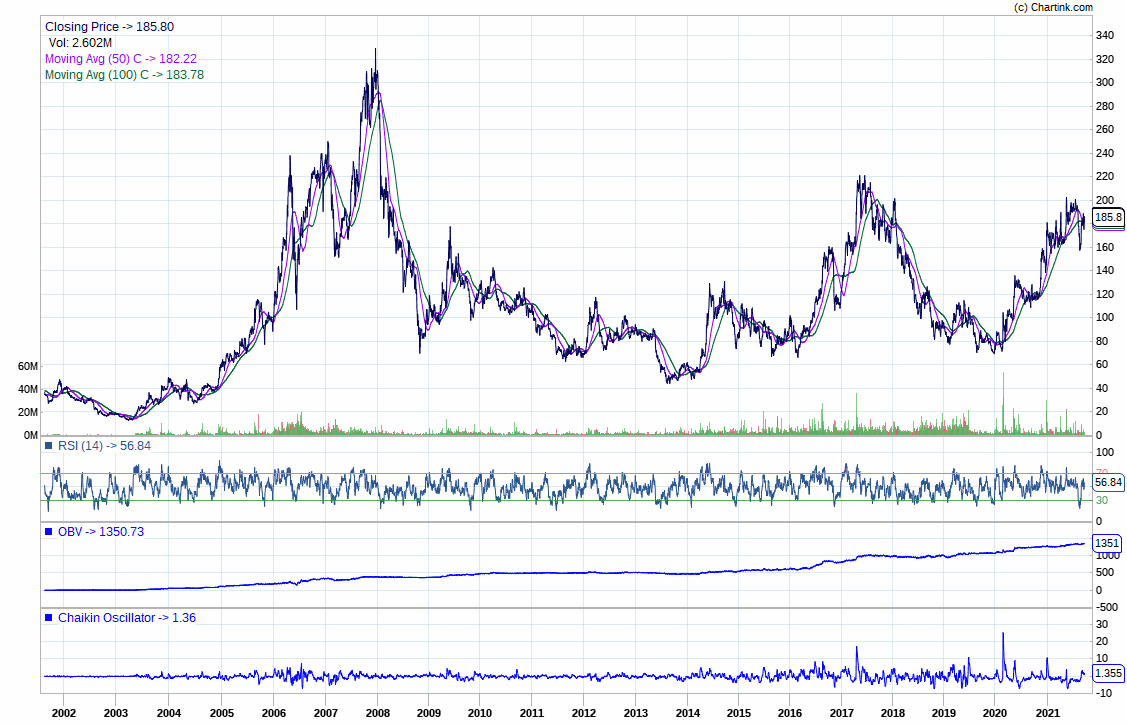 (c) Chartink.com
Closing Price -> 185.80
Vol: 2.602M
Moving Avg (50) C -> 182.22
Moving Avg (100) C -> 183.78
340
320
300
280
260
240
220
200
185.8
160
140
120
100
80
60
40
20
0
60M
40M
20M
0M
RSI (14) -> 56.84
100
70
56.84
30
0
OBV -> 1350.73
1351
1000
500
0
-500
Chaikin Oscillator -> 1.36
30
20
10
1.355
-10
2002 2003 2004 2005 2006 2007 2008 2009 2010 2011 2012 2013 2014 2015 2016 2017 2018 2019 2020 2021